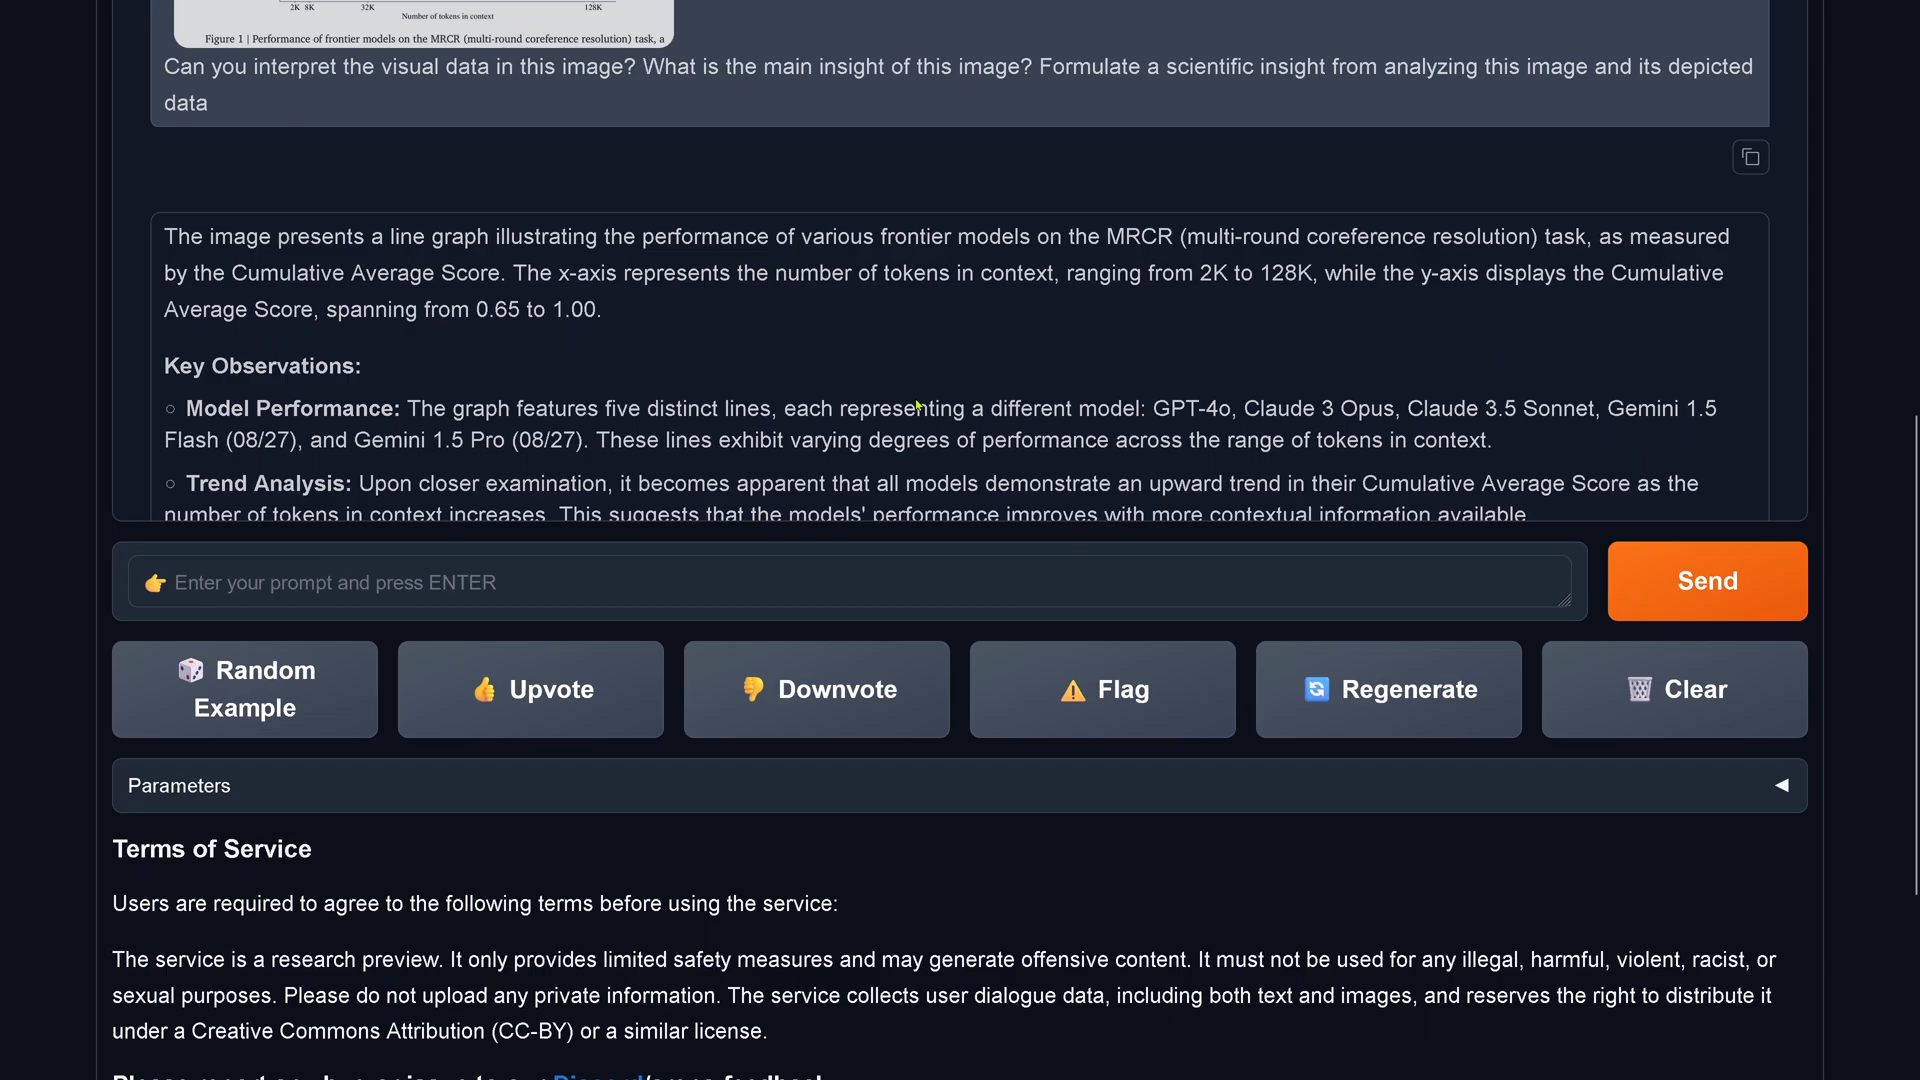 2K 8K 32K 128K
Number of tokens in context
Figure 1 | Performance of frontier models on the MRCR (multi-round coreference resolution) task, a
Can you interpret the visual data in this image? What is the main insight of this image? Formulate a scientific insight from analyzing this image and its depicted
data
The image presents a line graph illustrating the performance of various frontier models on the MRCR (multi-round coreference resolution) task, as measured
by the Cumulative Average Score. The x-axis represents the number of tokens in context, ranging from 2K to 128K, while the y-axis displays the Cumulative
Average Score, spanning from 0.65 to 1.00.
Key Observations:
Model Performance: The graph features five distinct lines, each representing a different model: GPT-4o, Claude 3 Opus, Claude 3.5 Sonnet, Gemini 1.5
Flash (08/27), and Gemini 1.5 Pro (08/27). These lines exhibit varying degrees of performance across the range of tokens in context.
Trend Analysis: Upon closer examination, it becomes apparent that all models demonstrate an upward trend in their Cumulative Average Score as the
number of tokens in context increases. This suggests that the models' performance improves with more contextual information available
👉 Enter your prompt and press ENTER
Send
🎲 Random
Example
👍 Upvote
👎 Downvote
⚠️ Flag
🔄 Regenerate
🗑️ Clear
Parameters
Terms of Service
Users are required to agree to the following terms before using the service:
The service is a research preview. It only provides limited safety measures and may generate offensive content. It must not be used for any illegal, harmful, violent, racist, or
sexual purposes. Please do not upload any private information. The service collects user dialogue data, including both text and images, and reserves the right to distribute it
under a Creative Commons Attribution (CC-BY) or a similar license.
Please report any bug or issue to our Discord/arena-feedback